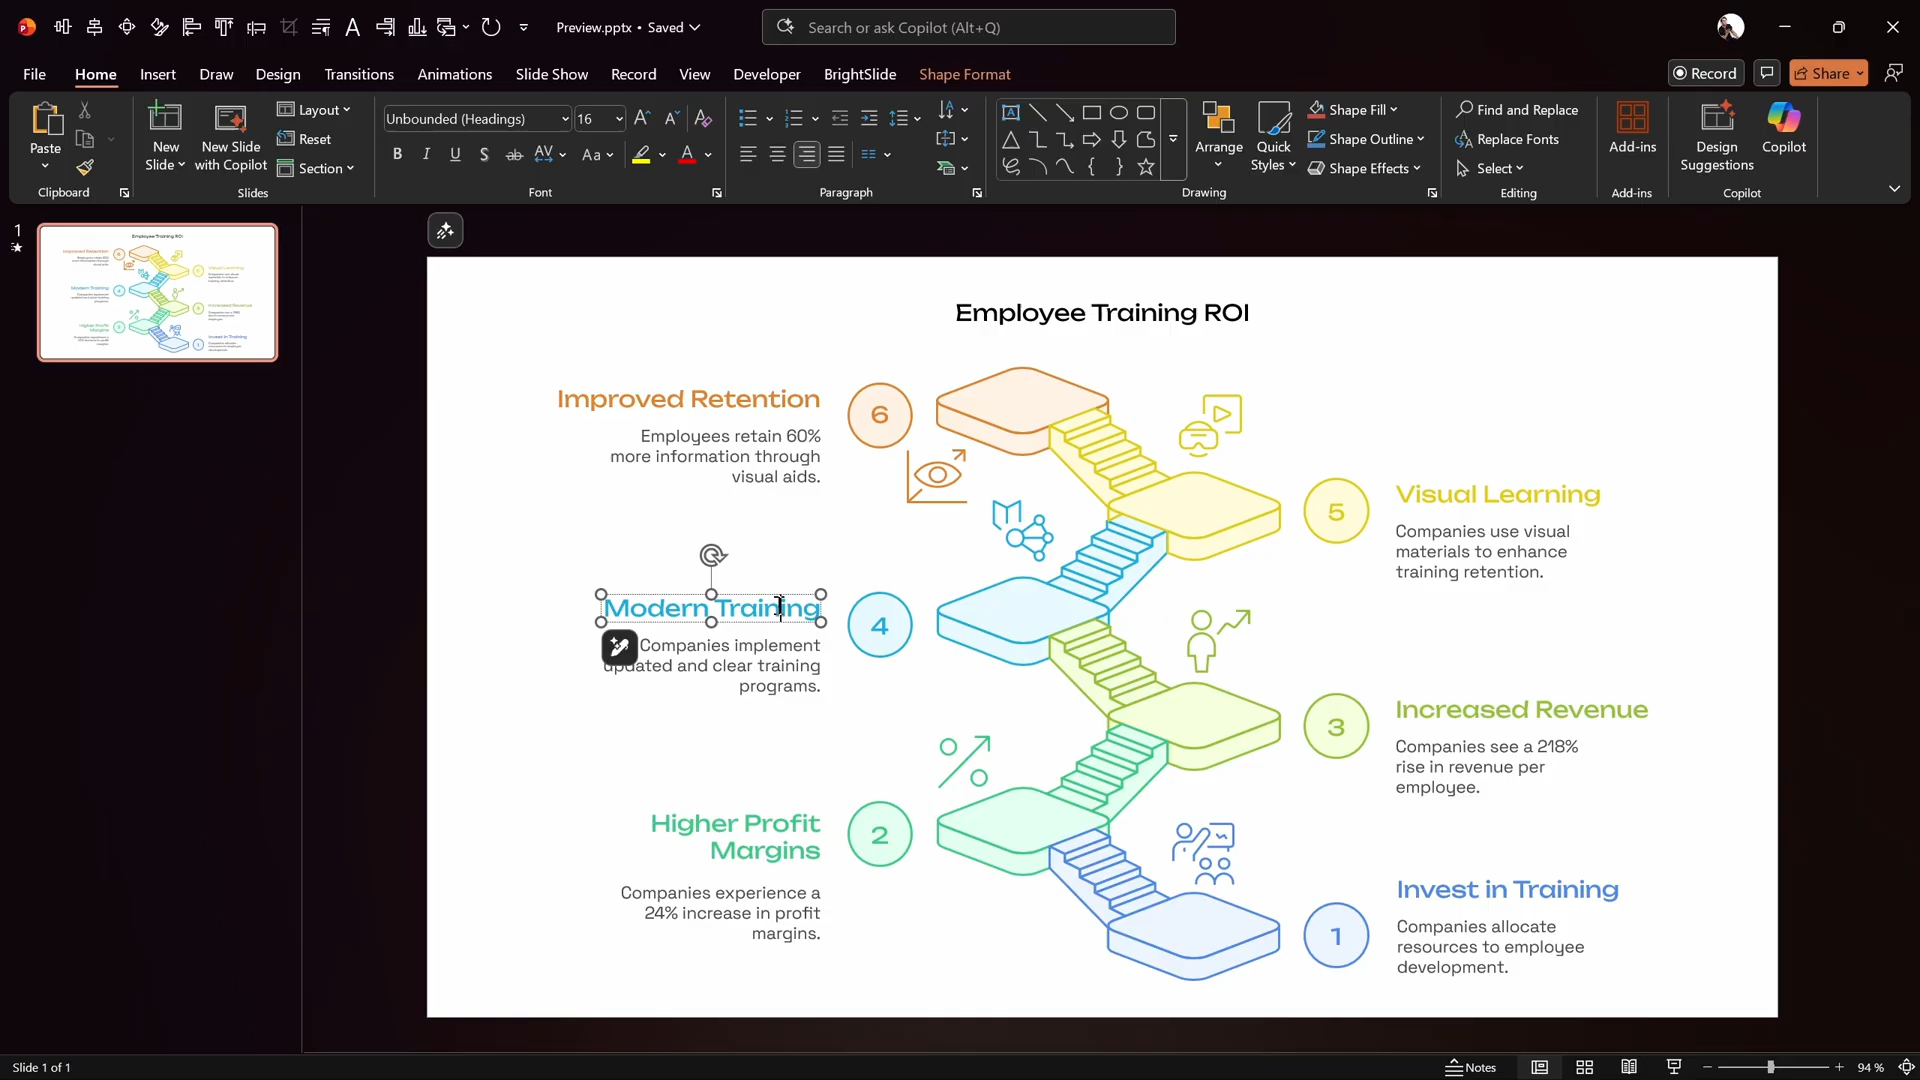 Preview.pptx • Saved
Search or ask Copilot (Alt+Q)
File
Home
Insert
Draw
Design
Transitions
Animations
Slide Show
Record
View
Developer
BrightSlide
Shape Format
Record
Share
Paste
New
Slide
New Slide
with Copilot
Layout
Reset
Section
Unbounded (Headings)
16
Shape Fill
Shape Outline
Shape Effects
Arrange
Quick
Styles
Find and Replace
Replace Fonts
Select
Add-ins
Design
Suggestions
Copilot
Clipboard
Slides
Font
Paragraph
Drawing
Editing
Add-ins
Copilot
1
Employee Training ROI
Improved Retention
Employees retain 60%
more information through
visual aids.
6
5
Visual Learning
Companies use visual
materials to enhance
training retention.
Modern Training
Companies implement
updated and clear training
programs.
4
3
Increased Revenue
Companies see a 218%
rise in revenue per
employee.
Higher Profit
Margins
Companies experience a
24% increase in profit
margins.
2
1
Invest in Training
Companies allocate
resources to employee
development.
Slide 1 of 1
Notes
94 %